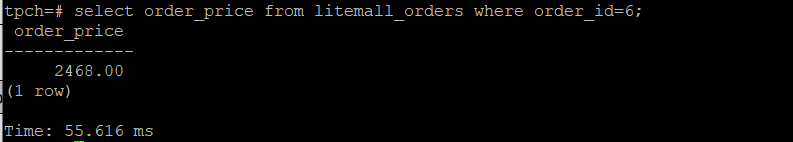 tpch=# select order_price from litemall_orders where order_id=6;
order_price
-------------
2468.00
(1 row)
Time: 55.616 ms